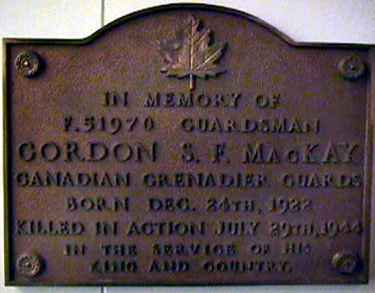 IN MEMORY OF
F.51970 GUARDSMAN
GORDON S. F. MACKAY
CANADIAN GRENADIER GUARDS
BORN DEC. 24TH, 1922
KILLED IN ACTION JULY 29TH, 1944
IN THE SERVICE OF HIS
KING AND COUNTRY.